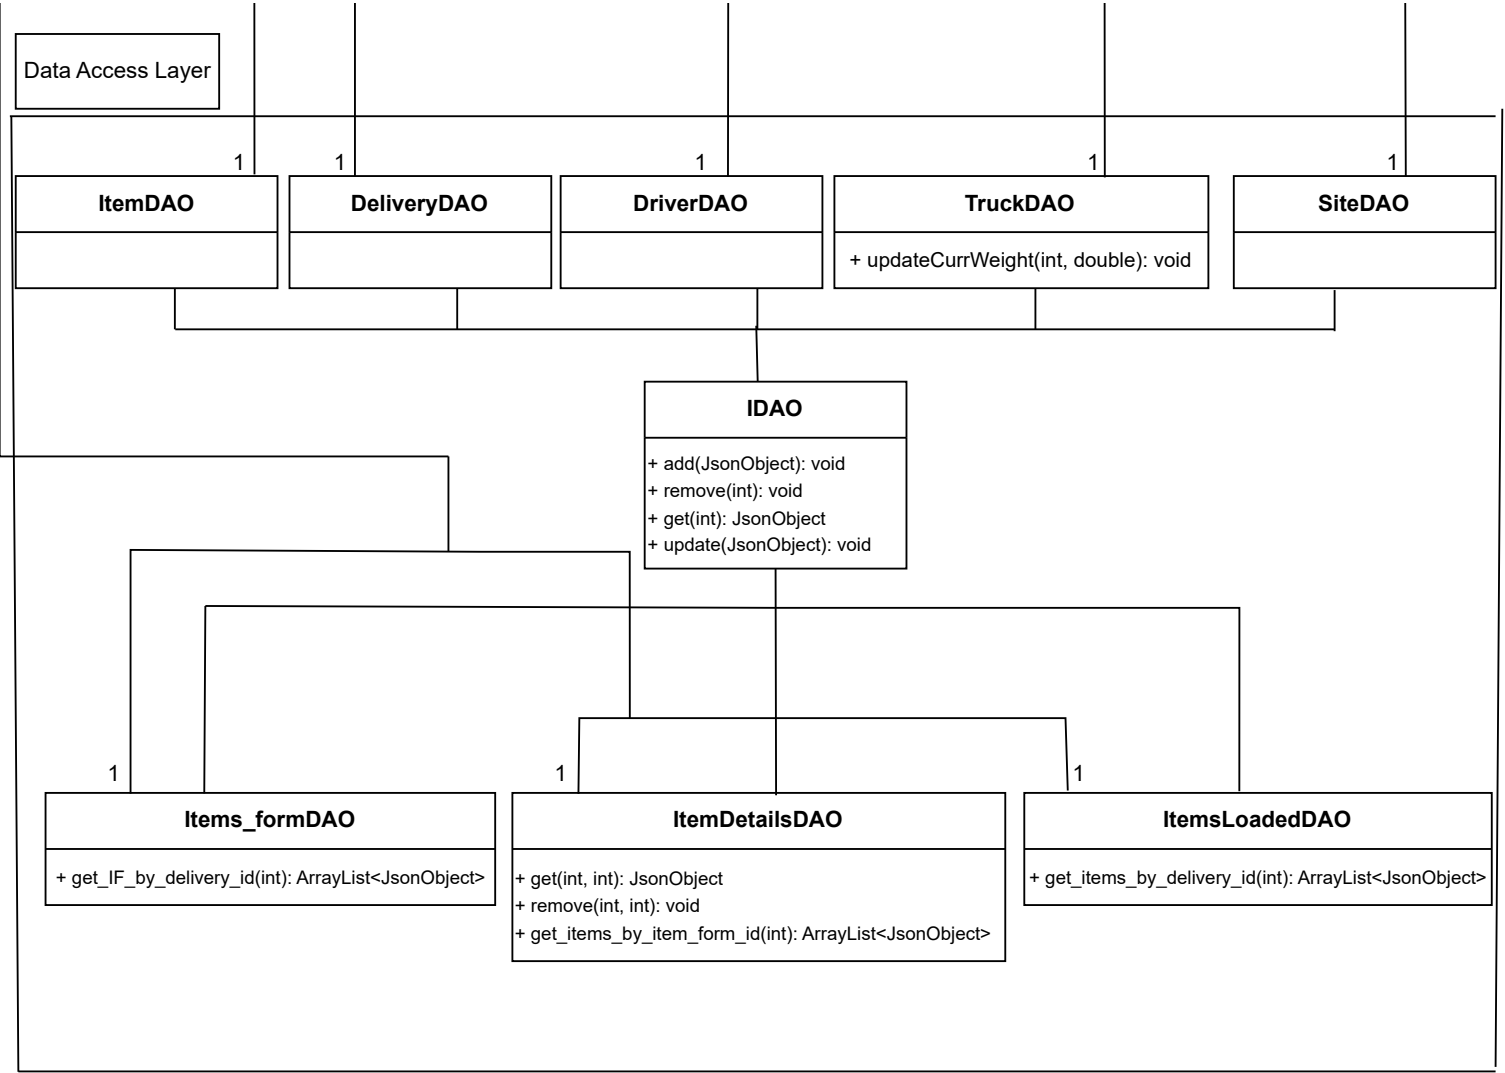 Data Access Layer
1
1
1
1
1
ItemDAO
DeliveryDAO
DriverDAO
TruckDAO
SiteDAO
+ updateCurrWeight(int, double): void
IDAO
+ add(JsonObject): void
+ remove(int): void
+ get(int): JsonObject
+ update(JsonObject): void
1
1
1
Items_formDAO
ItemDetailsDAO
ItemsLoadedDAO
+ get_IF_by_delivery_id(int): ArrayList<JsonObject>
+ get(int, int): JsonObject
+ remove(int, int): void
+ get_items_by_item_form_id(int): ArrayList<JsonObject>
+ get_items_by_delivery_id(int): ArrayList<JsonObject>